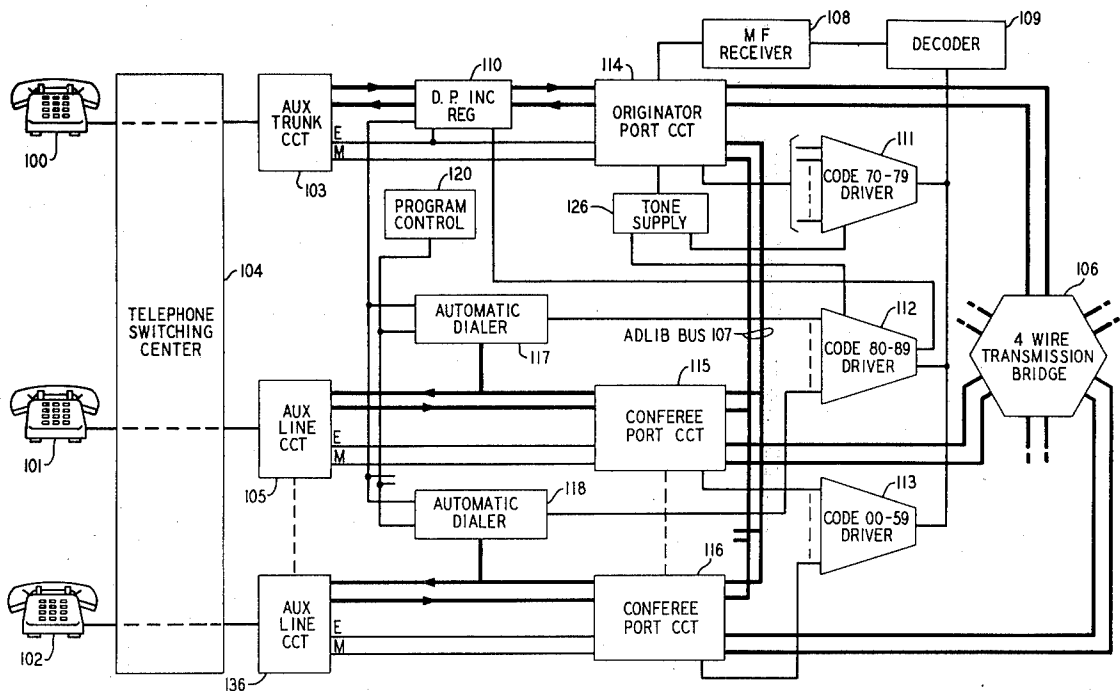 108
M F
RECEIVER
109
DECODER
100
AUX
TRUNK
CCT
103
110
D. P. INC
REG
114
ORIGINATOR
PORT CCT
E
M
111
CODE 70-79
DRIVER
120
PROGRAM
CONTROL
126
TONE
SUPPLY
104
TELEPHONE
SWITCHING
CENTER
AUTOMATIC
DIALER
117
ADLIB BUS 107
112
CODE 80-89
DRIVER
106
4 WIRE
TRANSMISSION
BRIDGE
101
AUX
LINE
CCT
105
115
CONFEREE
PORT CCT
E
M
AUTOMATIC
DIALER
118
113
CODE 00-59
DRIVER
102
AUX
LINE
CCT
136
116
CONFEREE
PORT CCT
E
M